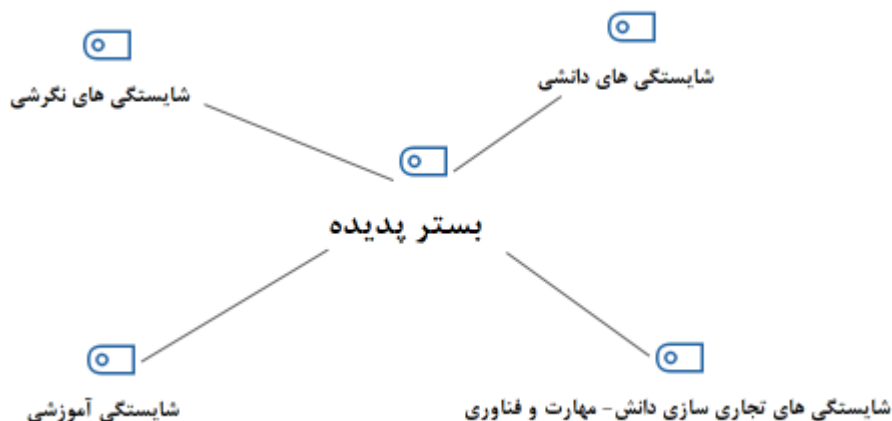 شایستگی های دانشی
شایستگی های نگرشی
بستر پدیده
شایستگی های تجاری سازی دانش- مهارت و فناوری
شایستگی آموزشی